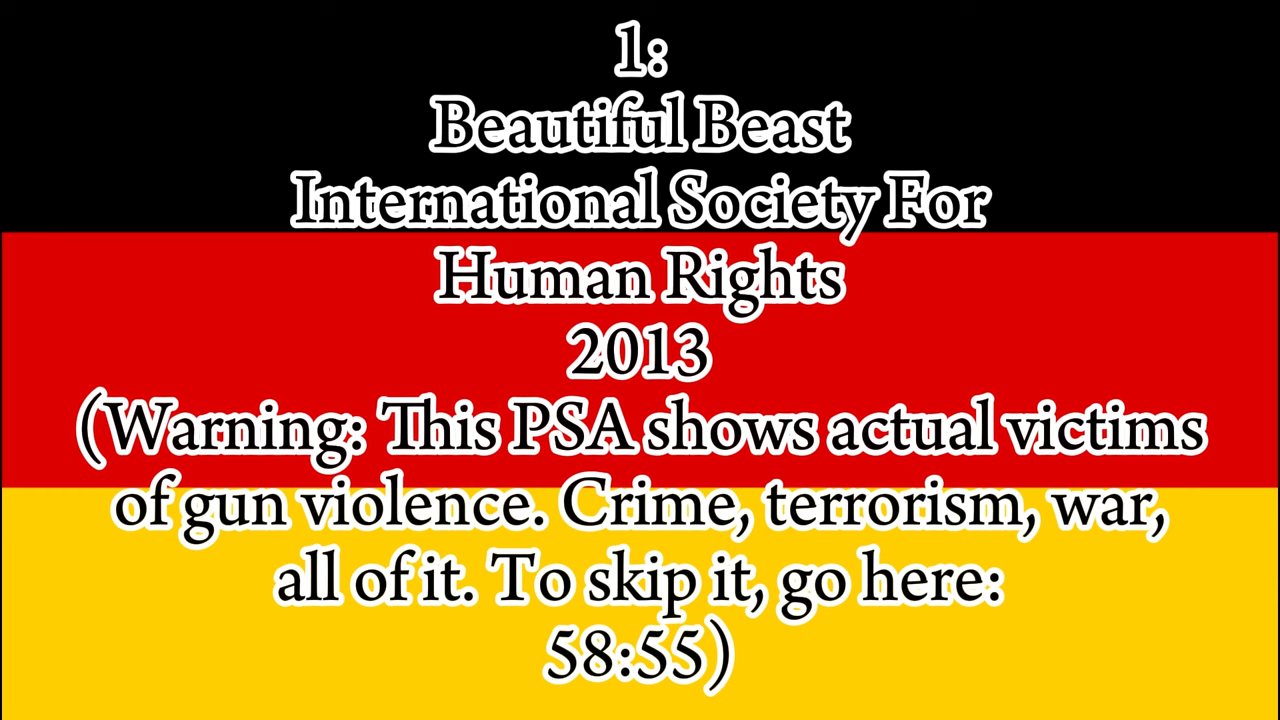 1:
Beautiful Beast
International Society For
Human Rights
2013
(Warning: This PSA shows actual victims
of gun violence. Crime, terrorism, war,
all of it. To skip it, go here:
58:55)